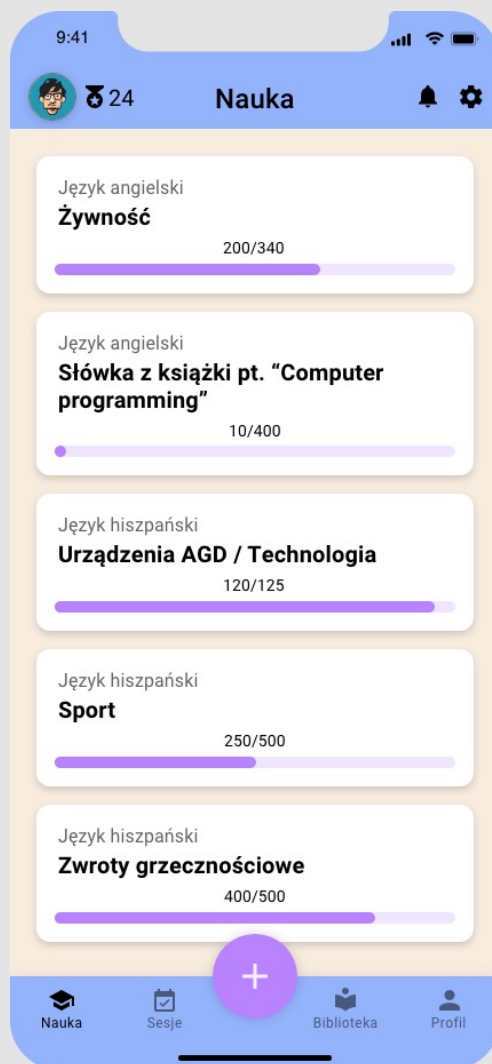 9:41
24
Nauka
Język angielski
Żywność
200/340
Język angielski
Słówka z książki pt. “Computer
programming”
10/400
Język hiszpański
Urządzenia AGD / Technologia
120/125
Język hiszpański
Sport
250/500
Język hiszpański
Zwroty grzecznościowe
400/500
+
Nauka
Sesje
Biblioteka
Profil